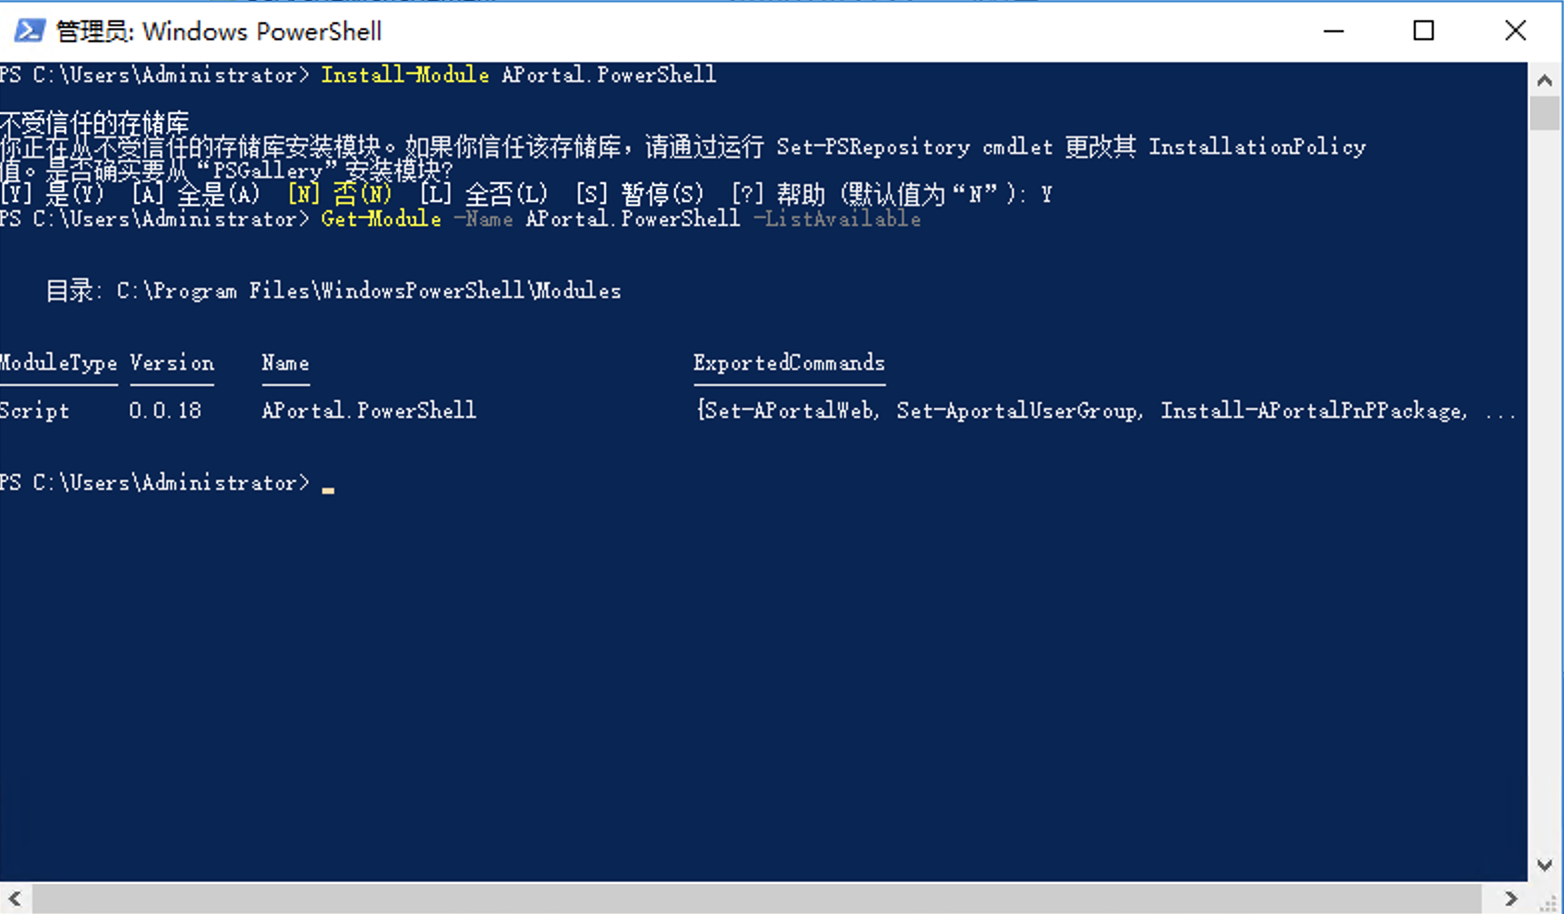 管理员: Windows PowerShell
PS C:\Users\Administrator> Install-Module APortal.PowerShell
不受信任的存储库
你正在从不受信任的存储库安装模块。如果你信任该存储库，请通过运行 Set-PSRepository cmdlet 更改其 InstallationPolicy
值。是否确实要从“PSGallery”安装模块?
[Y] 是(Y) [A] 全是(A) [N] 否(N) [L] 全否(L) [S] 暂停(S) [?] 帮助 (默认值为“N”): Y
PS C:\Users\Administrator> Get-Module -Name APortal.PowerShell -ListAvailable
目录: C:\Program Files\WindowsPowerShell\Modules
ModuleType Version Name ExportedCommands
Script 0.0.18 APortal.PowerShell {Set-APortalWeb, Set-AportalUserGroup, Install-APortalPnPPackage, ...
PS C:\Users\Administrator>